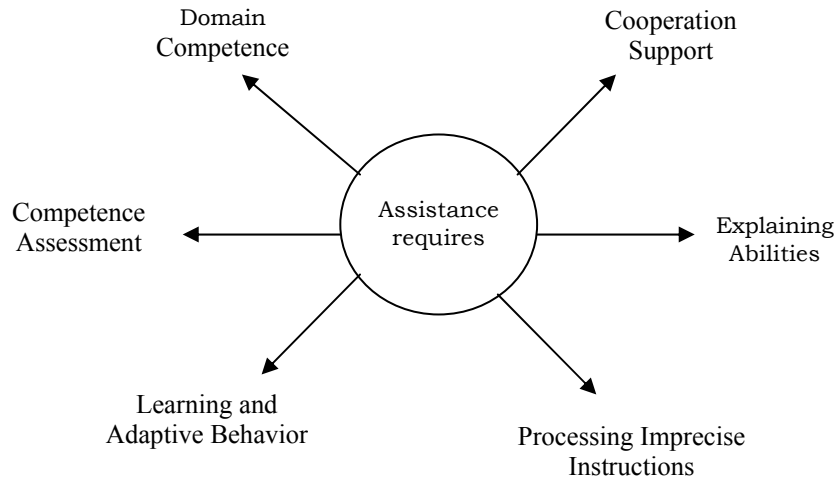 Domain
Competence
Cooperation
Support
Competence
Assessment
Assistance
requires
Explaining
Abilities
Learning and
Adaptive Behavior
Processing Imprecise
Instructions